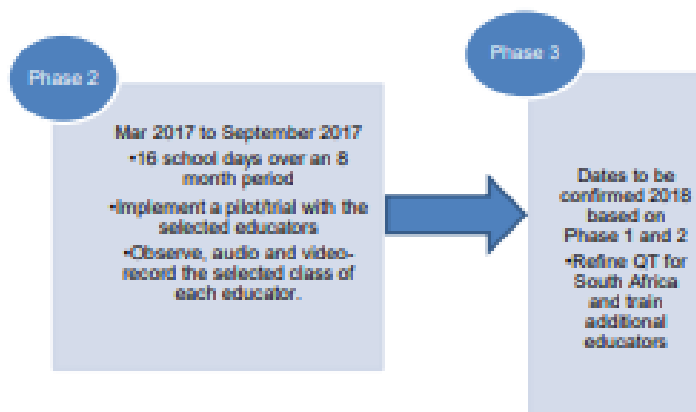 Phase 2
Mar 2017 to September 2017
•16 school days over an 8
month period
•Implement a pilot/trial with the
selected educators
•Observe, audio and video-
record the selected class of
each educator.
Phase 3
Dates to be
confirmed 2018
based on
Phase 1 and 2
•Refine QT for
South Africa
and train
additional
educators